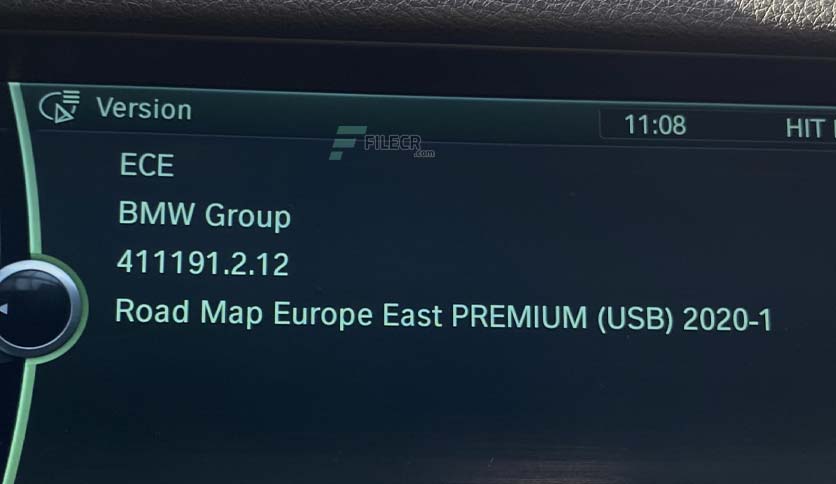 Version
11:08
HIT
FILECR
.com
ECE
BMW Group
411191.2.12
Road Map Europe East PREMIUM (USB) 2020-1